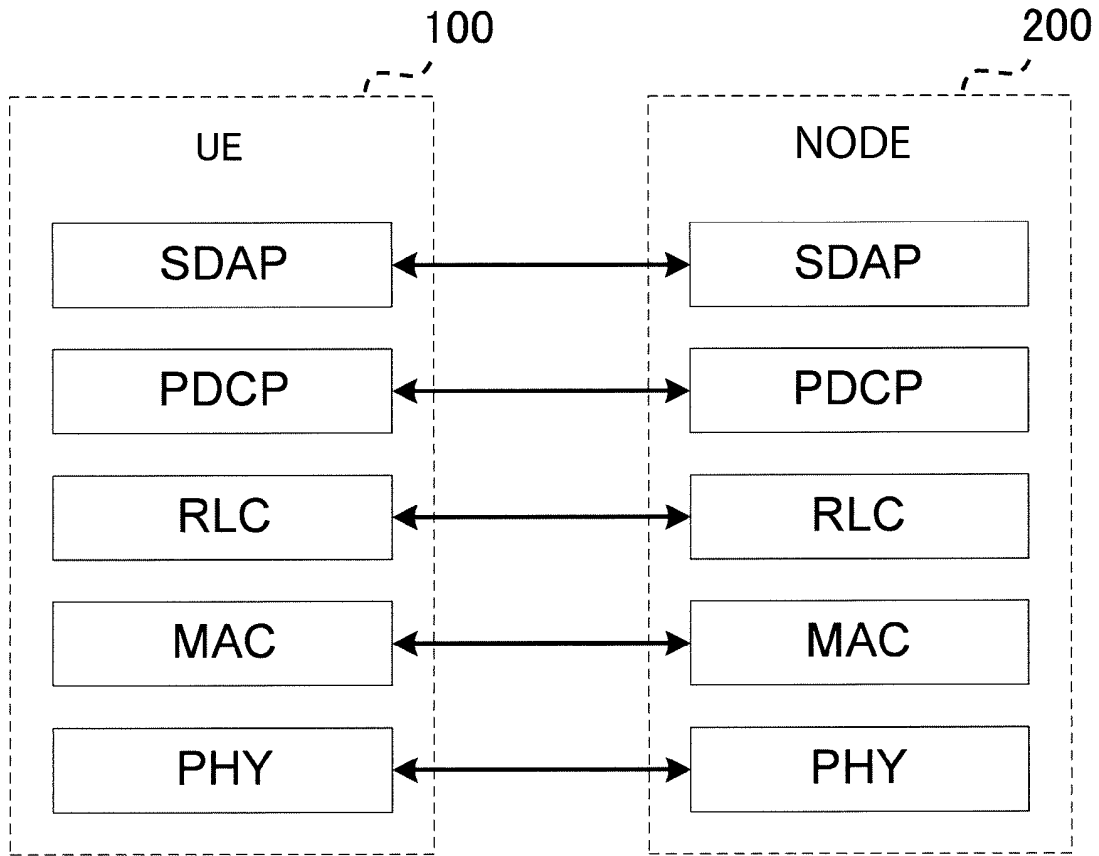 100
200
UE
NODE
SDAP
SDAP
PDCP
PDCP
RLC
RLC
MAC
MAC
PHY
PHY